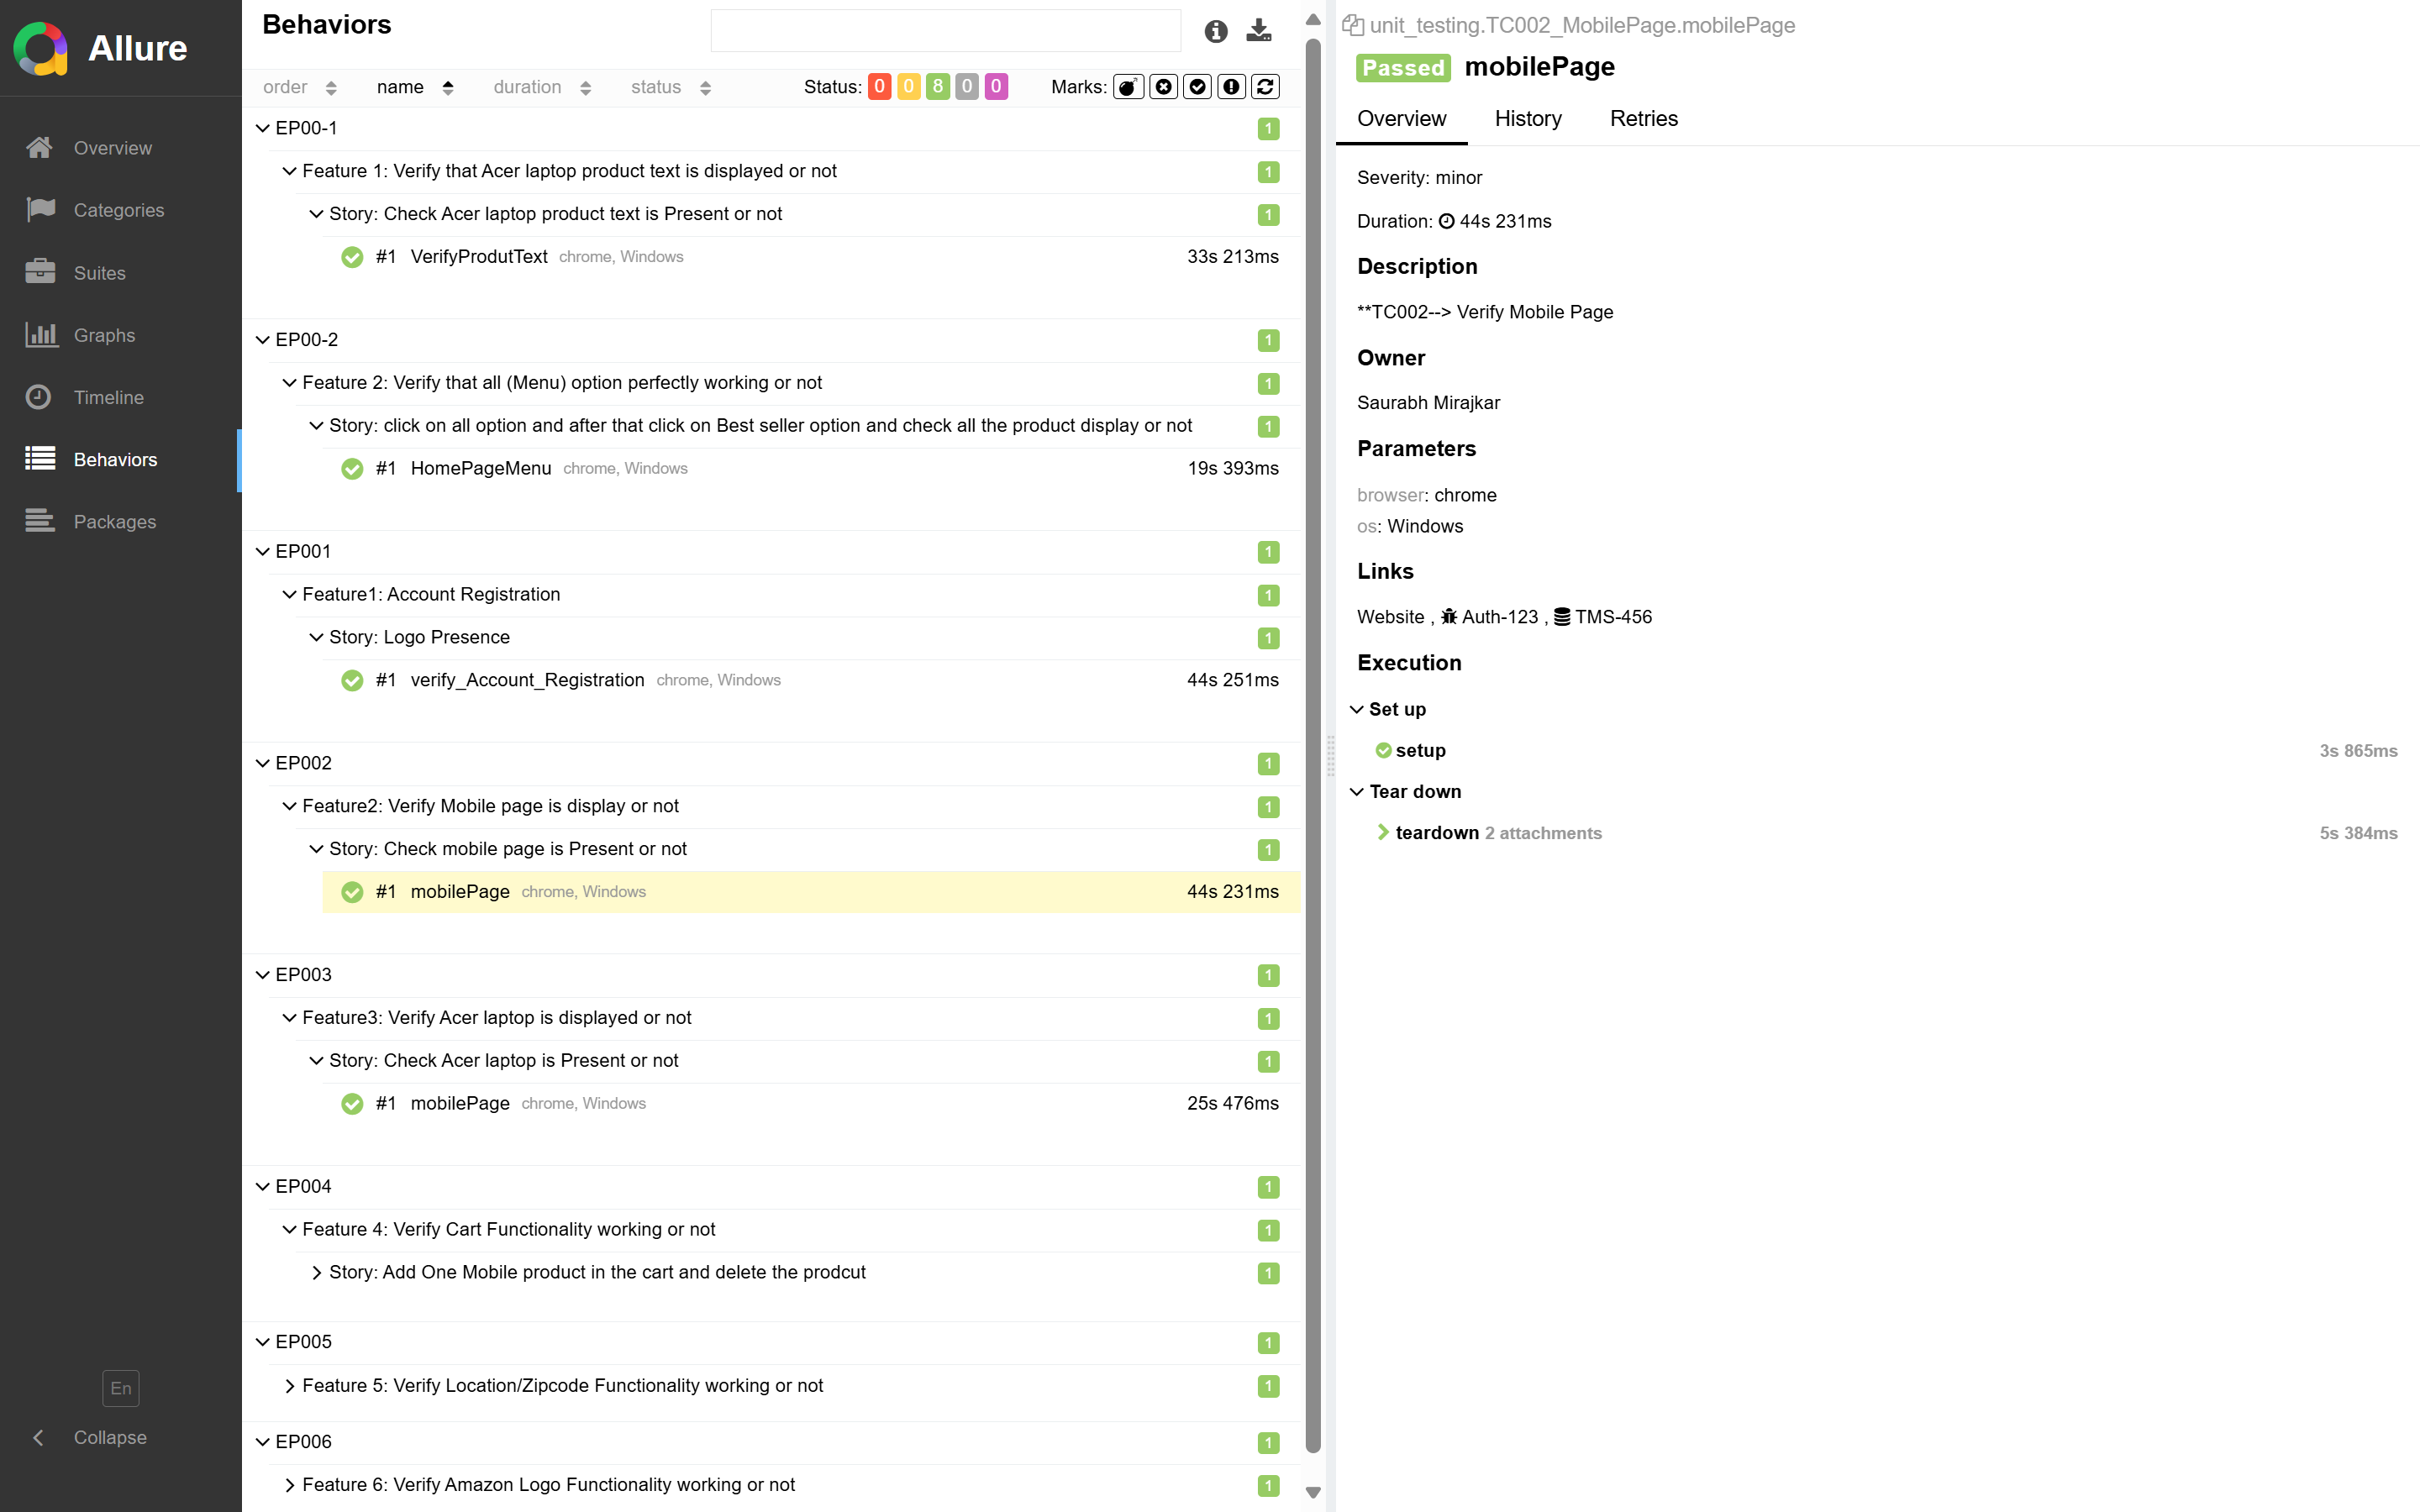 Allure
Overview
Categories
Suites
Graphs
Timeline
Behaviors
Packages
En
Collapse
Behaviors
order name duration status Status: 0 0 8 0 0 Marks:
EP00-1 1
Feature 1: Verify that Acer laptop product text is displayed or not 1
Story: Check Acer laptop product text is Present or not 1
#1 VerifyProdutText chrome, Windows 33s 213ms
EP00-2 1
Feature 2: Verify that all (Menu) option perfectly working or not 1
Story: click on all option and after that click on Best seller option and check all the product display or not 1
#1 HomePageMenu chrome, Windows 19s 393ms
EP001 1
Feature1: Account Registration 1
Story: Logo Presence 1
#1 verify_Account_Registration chrome, Windows 44s 251ms
EP002 1
Feature2: Verify Mobile page is display or not 1
Story: Check mobile page is Present or not 1
#1 mobilePage chrome, Windows 44s 231ms
EP003 1
Feature3: Verify Acer laptop is displayed or not 1
Story: Check Acer laptop is Present or not 1
#1 mobilePage chrome, Windows 25s 476ms
EP004 1
Feature 4: Verify Cart Functionality working or not 1
Story: Add One Mobile product in the cart and delete the prodcut 1
EP005 1
Feature 5: Verify Location/Zipcode Functionality working or not 1
EP006 1
Feature 6: Verify Amazon Logo Functionality working or not 1
unit_testing.TC002_MobilePage.mobilePage
Passed mobilePage
Overview History Retries
Severity: minor
Duration: 44s 231ms
Description
**TC002--> Verify Mobile Page
Owner
Saurabh Mirajkar
Parameters
browser: chrome
os: Windows
Links
Website , Auth-123 , TMS-456
Execution
Set up
setup 3s 865ms
Tear down
teardown 2 attachments 5s 384ms